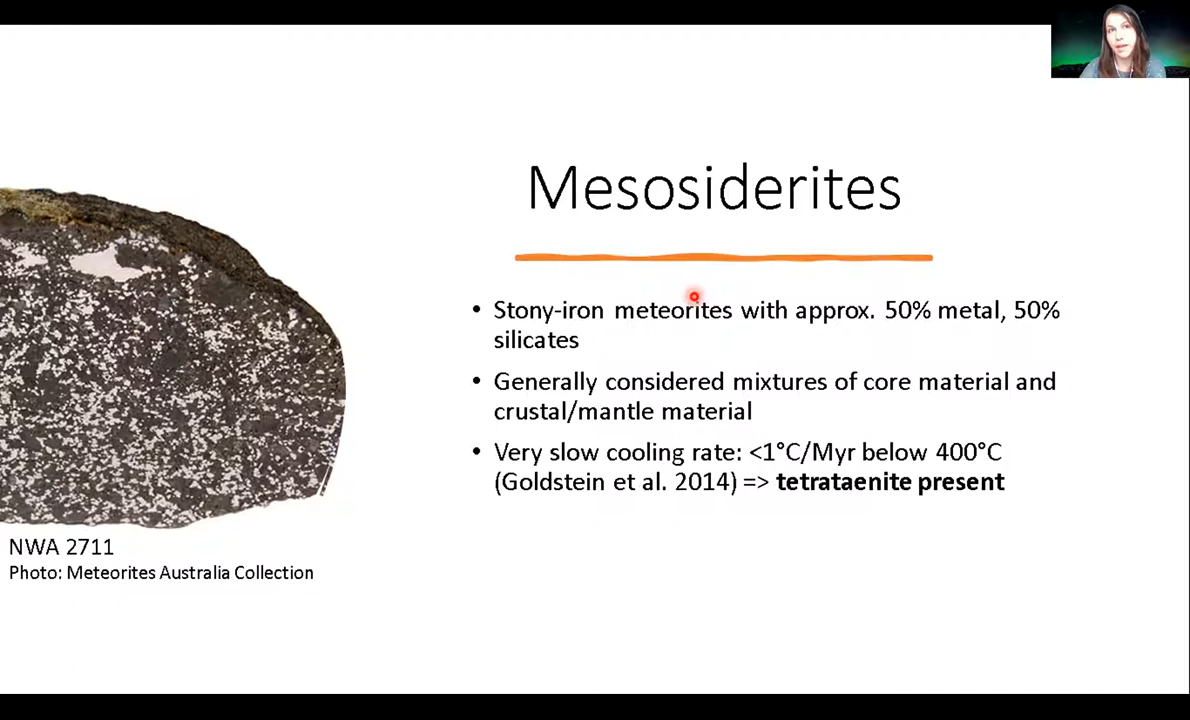 Mesosiderites
• Stony-iron meteorites with approx. 50% metal, 50%
silicates
• Generally considered mixtures of core material and
crustal/mantle material
• Very slow cooling rate: <1°C/Myr below 400°C
(Goldstein et al. 2014) => tetrataenite present
NWA 2711
Photo: Meteorites Australia Collection